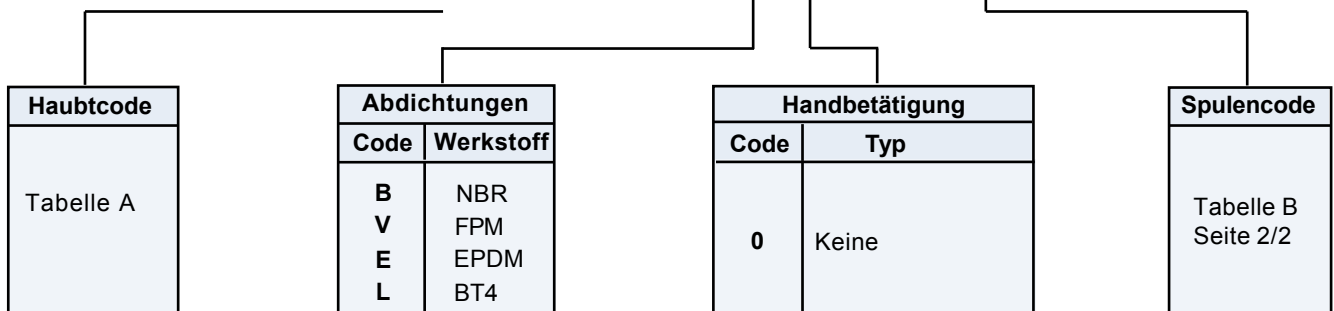 Haubtcode
Tabelle A
Abdichtungen
Code Werkstoff
B NBR
V FPM
E EPDM
L BT4
Handbetätigung
Code Typ
0 Keine
Spulencode
Tabelle B
Seite 2/2